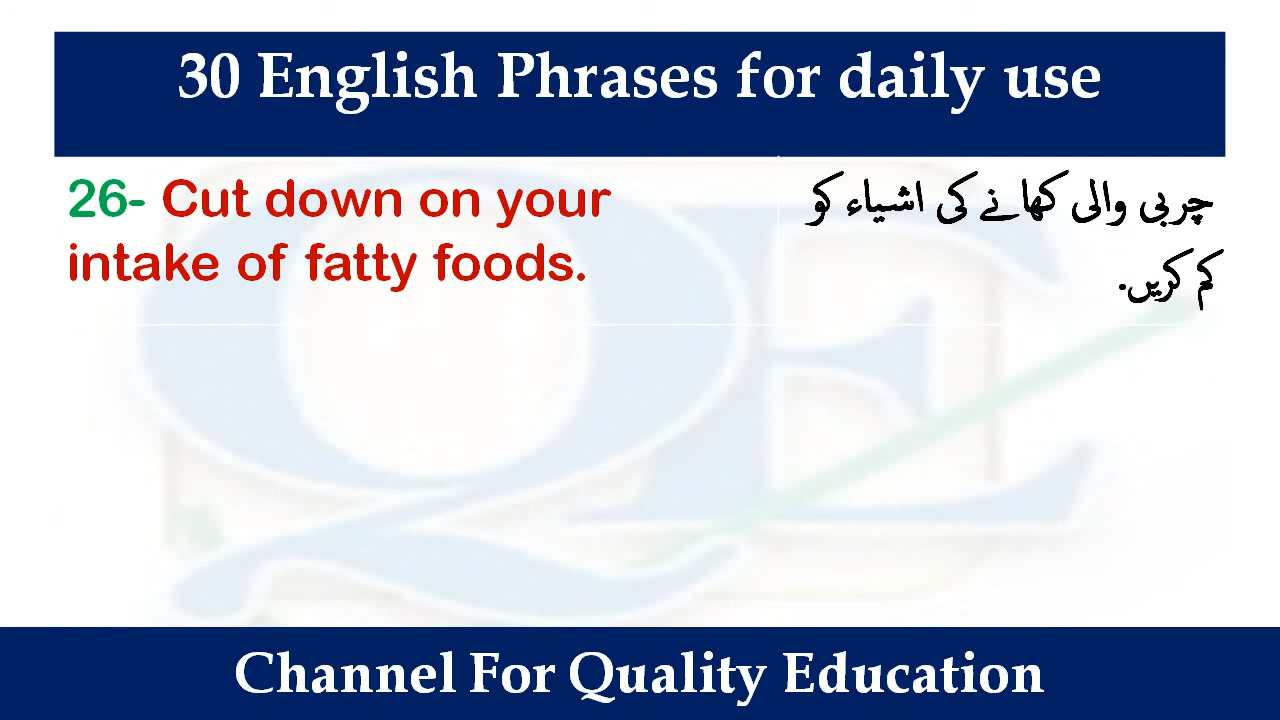 30 English Phrases for daily use
26- Cut down on your
intake of fatty foods.
چربی والی کھانے کی اشیاء کو
کم کریں.
Channel For Quality Education